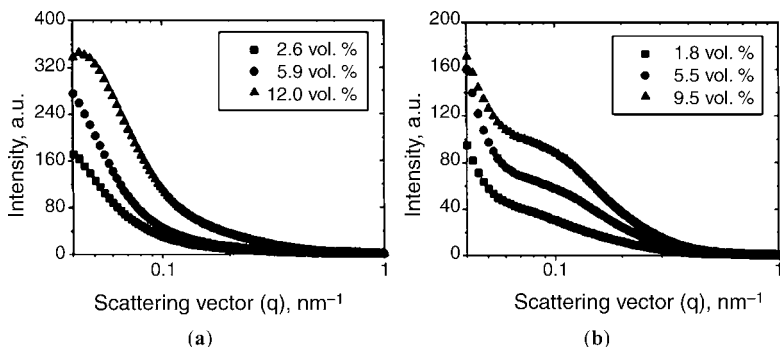 400
320
240
160
80
0
Intensity, a.u.
2.6 vol. %
5.9 vol. %
12.0 vol. %
0.1
1
Scattering vector (q), nm⁻¹
(a)
200
160
120
80
40
0
Intensity, a.u.
1.8 vol. %
5.5 vol. %
9.5 vol. %
0.1
1
Scattering vector (q), nm⁻¹
(b)